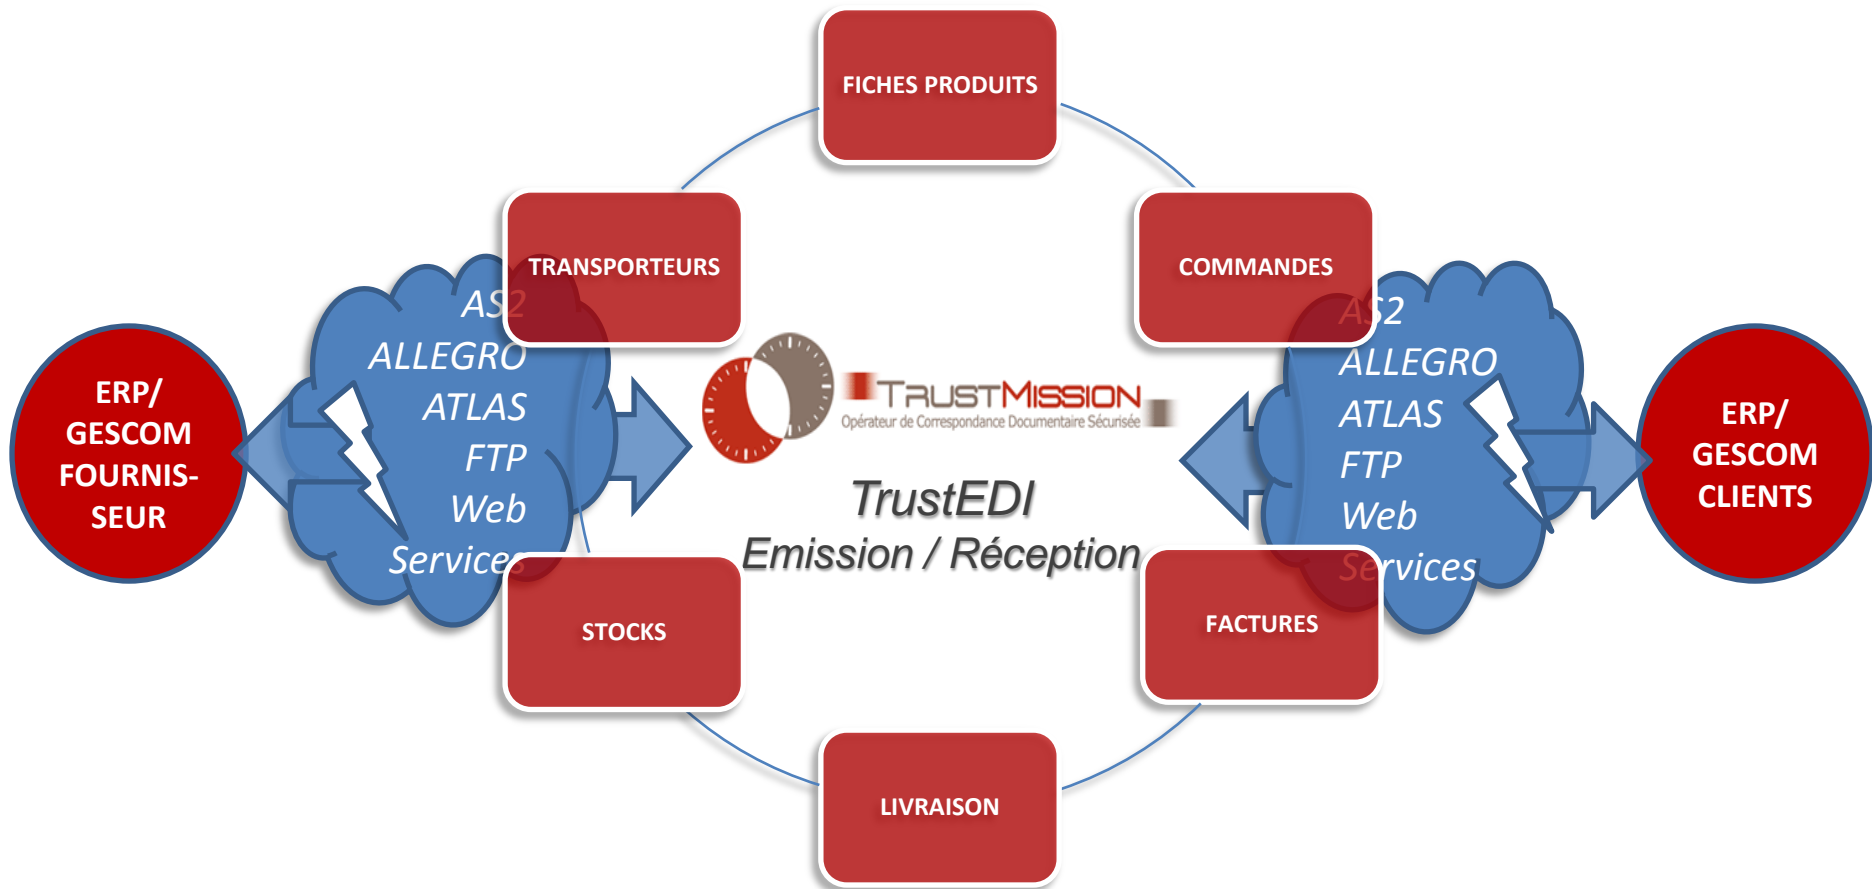 FICHES PRODUITS
TRANSPORTEURS
COMMANDES
AS2
ALLEGRO
ATLAS
FTP
Web
Services
ERP/
GESCOM
FOURNIS-
SEUR
TRUSTMISSION
Opérateur de Correspondance Documentaire Sécurisée
TrustEDI
Emission / Réception
AS2
ALLEGRO
ATLAS
FTP
Web
Services
ERP/
GESCOM
CLIENTS
STOCKS
FACTURES
LIVRAISON